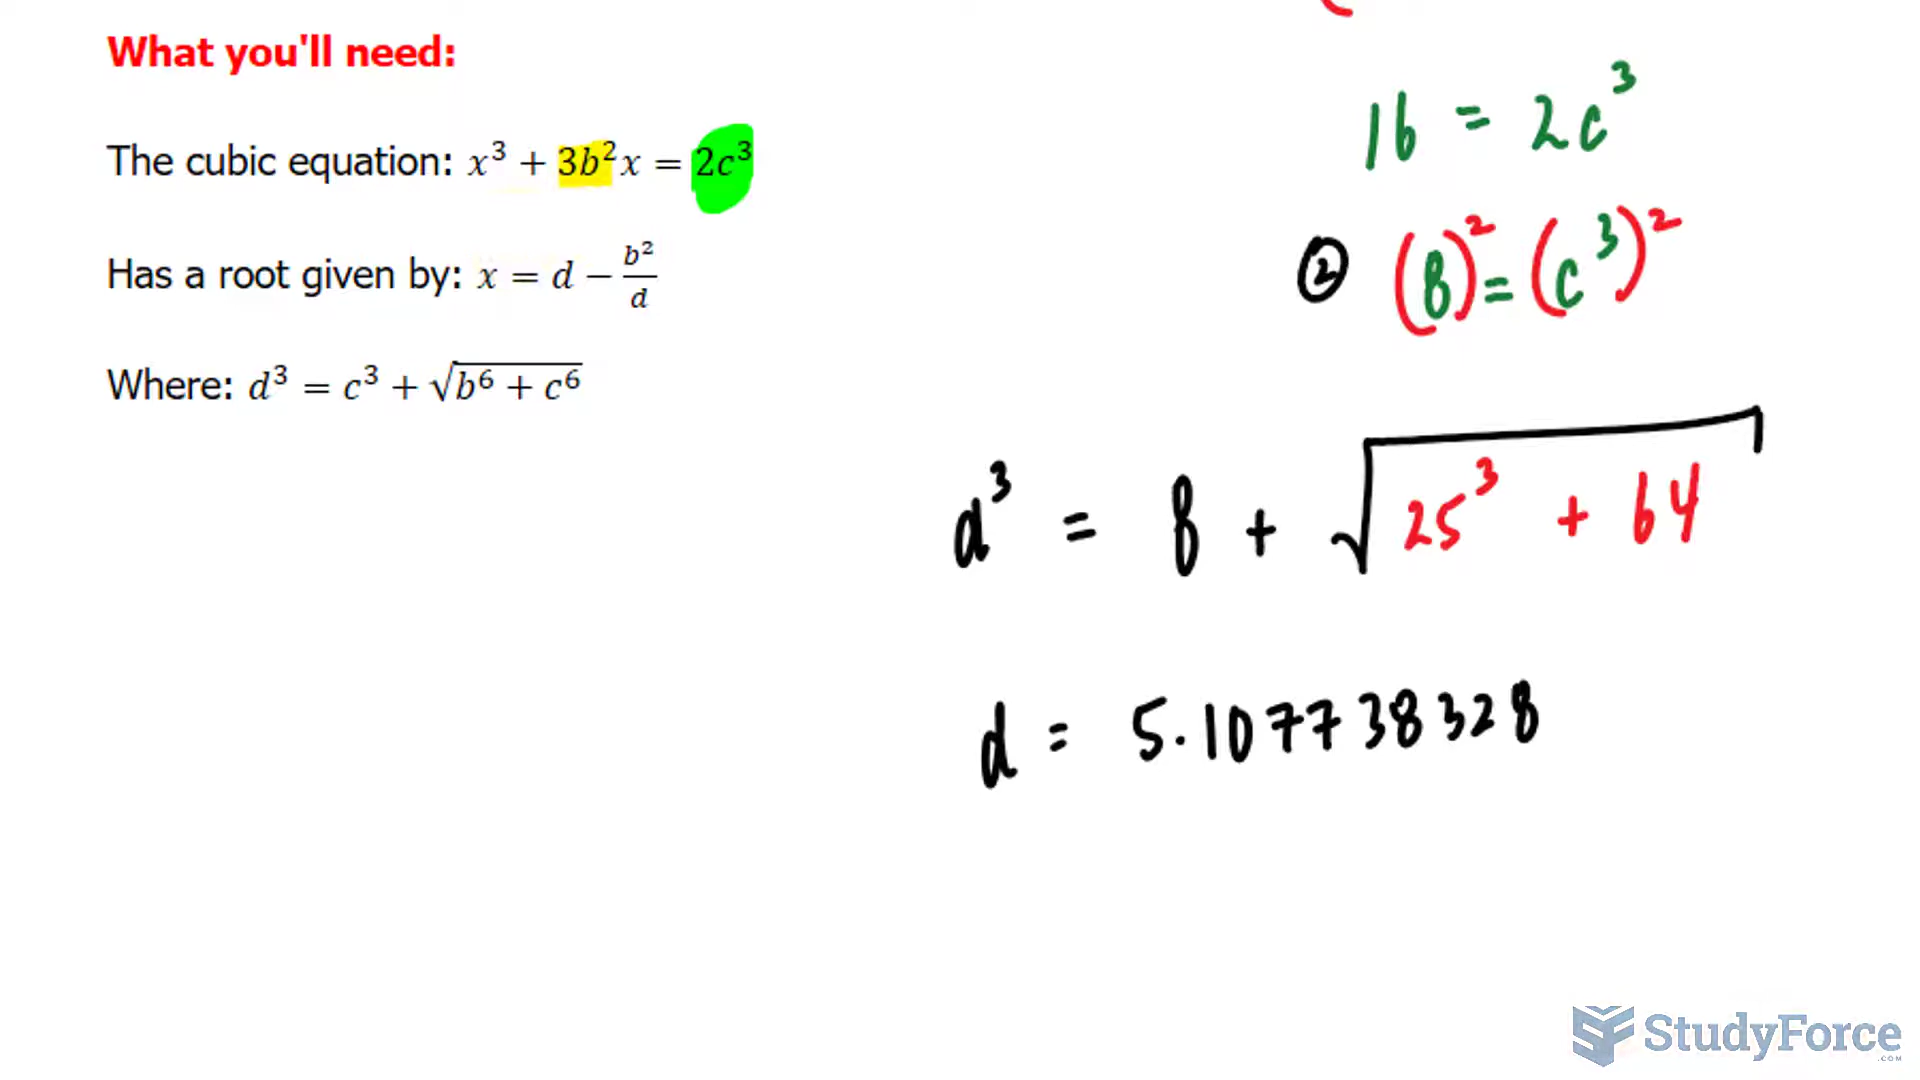 What you'll need:
The cubic equation: x³ + 3b²x = 2c³
Has a root given by: x = d − b²/d
Where: d³ = c³ + √(b⁶ + c⁶)
16 = 2c³
② (8)² = (c³)²
d³ = 8 + √(25³ + 64)
d = 5.107738328
StudyForce
.COM